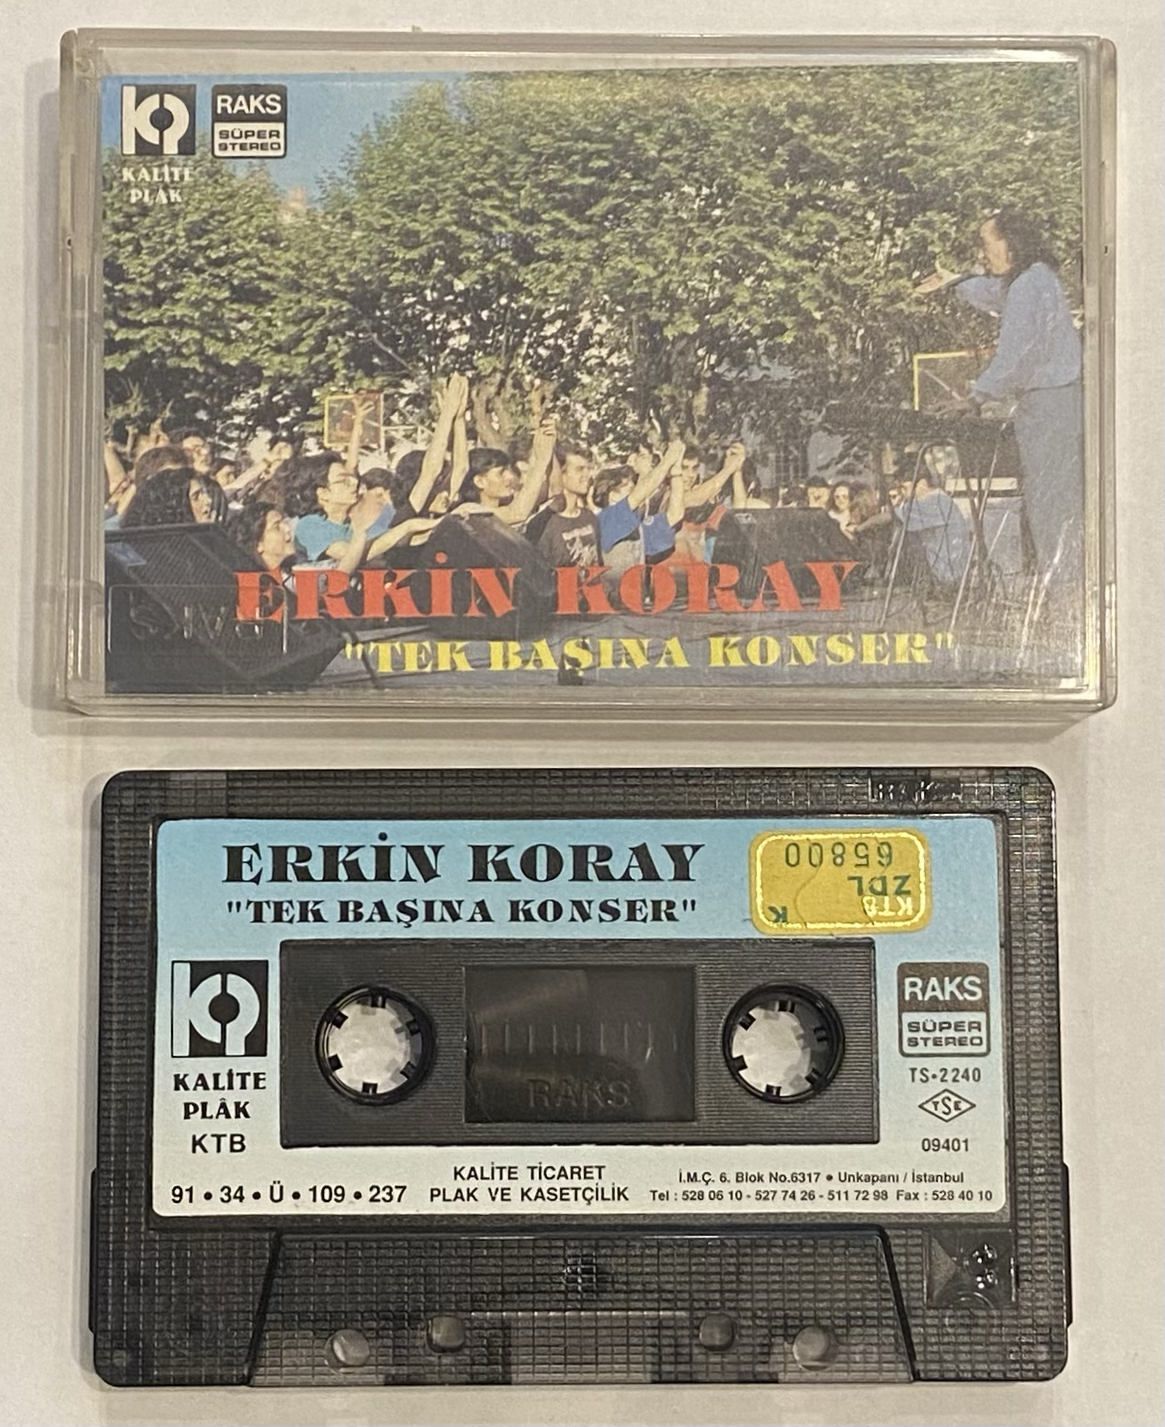 RAKS
SÜPER
STEREO
KALİTE
PLÂK
ERKİN KORAY
"TEK BAŞINA KONSER"
ERKİN KORAY
"TEK BAŞINA KONSER"
KTB
ZDL K
65800
KALİTE
PLÂK
KTB
RAKS
RAKS
SÜPER
STEREO
TS-2240
TSE
09401
91 • 34 • Ü • 109 • 237
KALİTE TİCARET
PLAK VE KASETÇİLİK
İ.M.Ç. 6. Blok No.6317 • Unkapanı / İstanbul
Tel : 528 06 10 - 527 74 26 - 511 72 98 Fax : 528 40 10